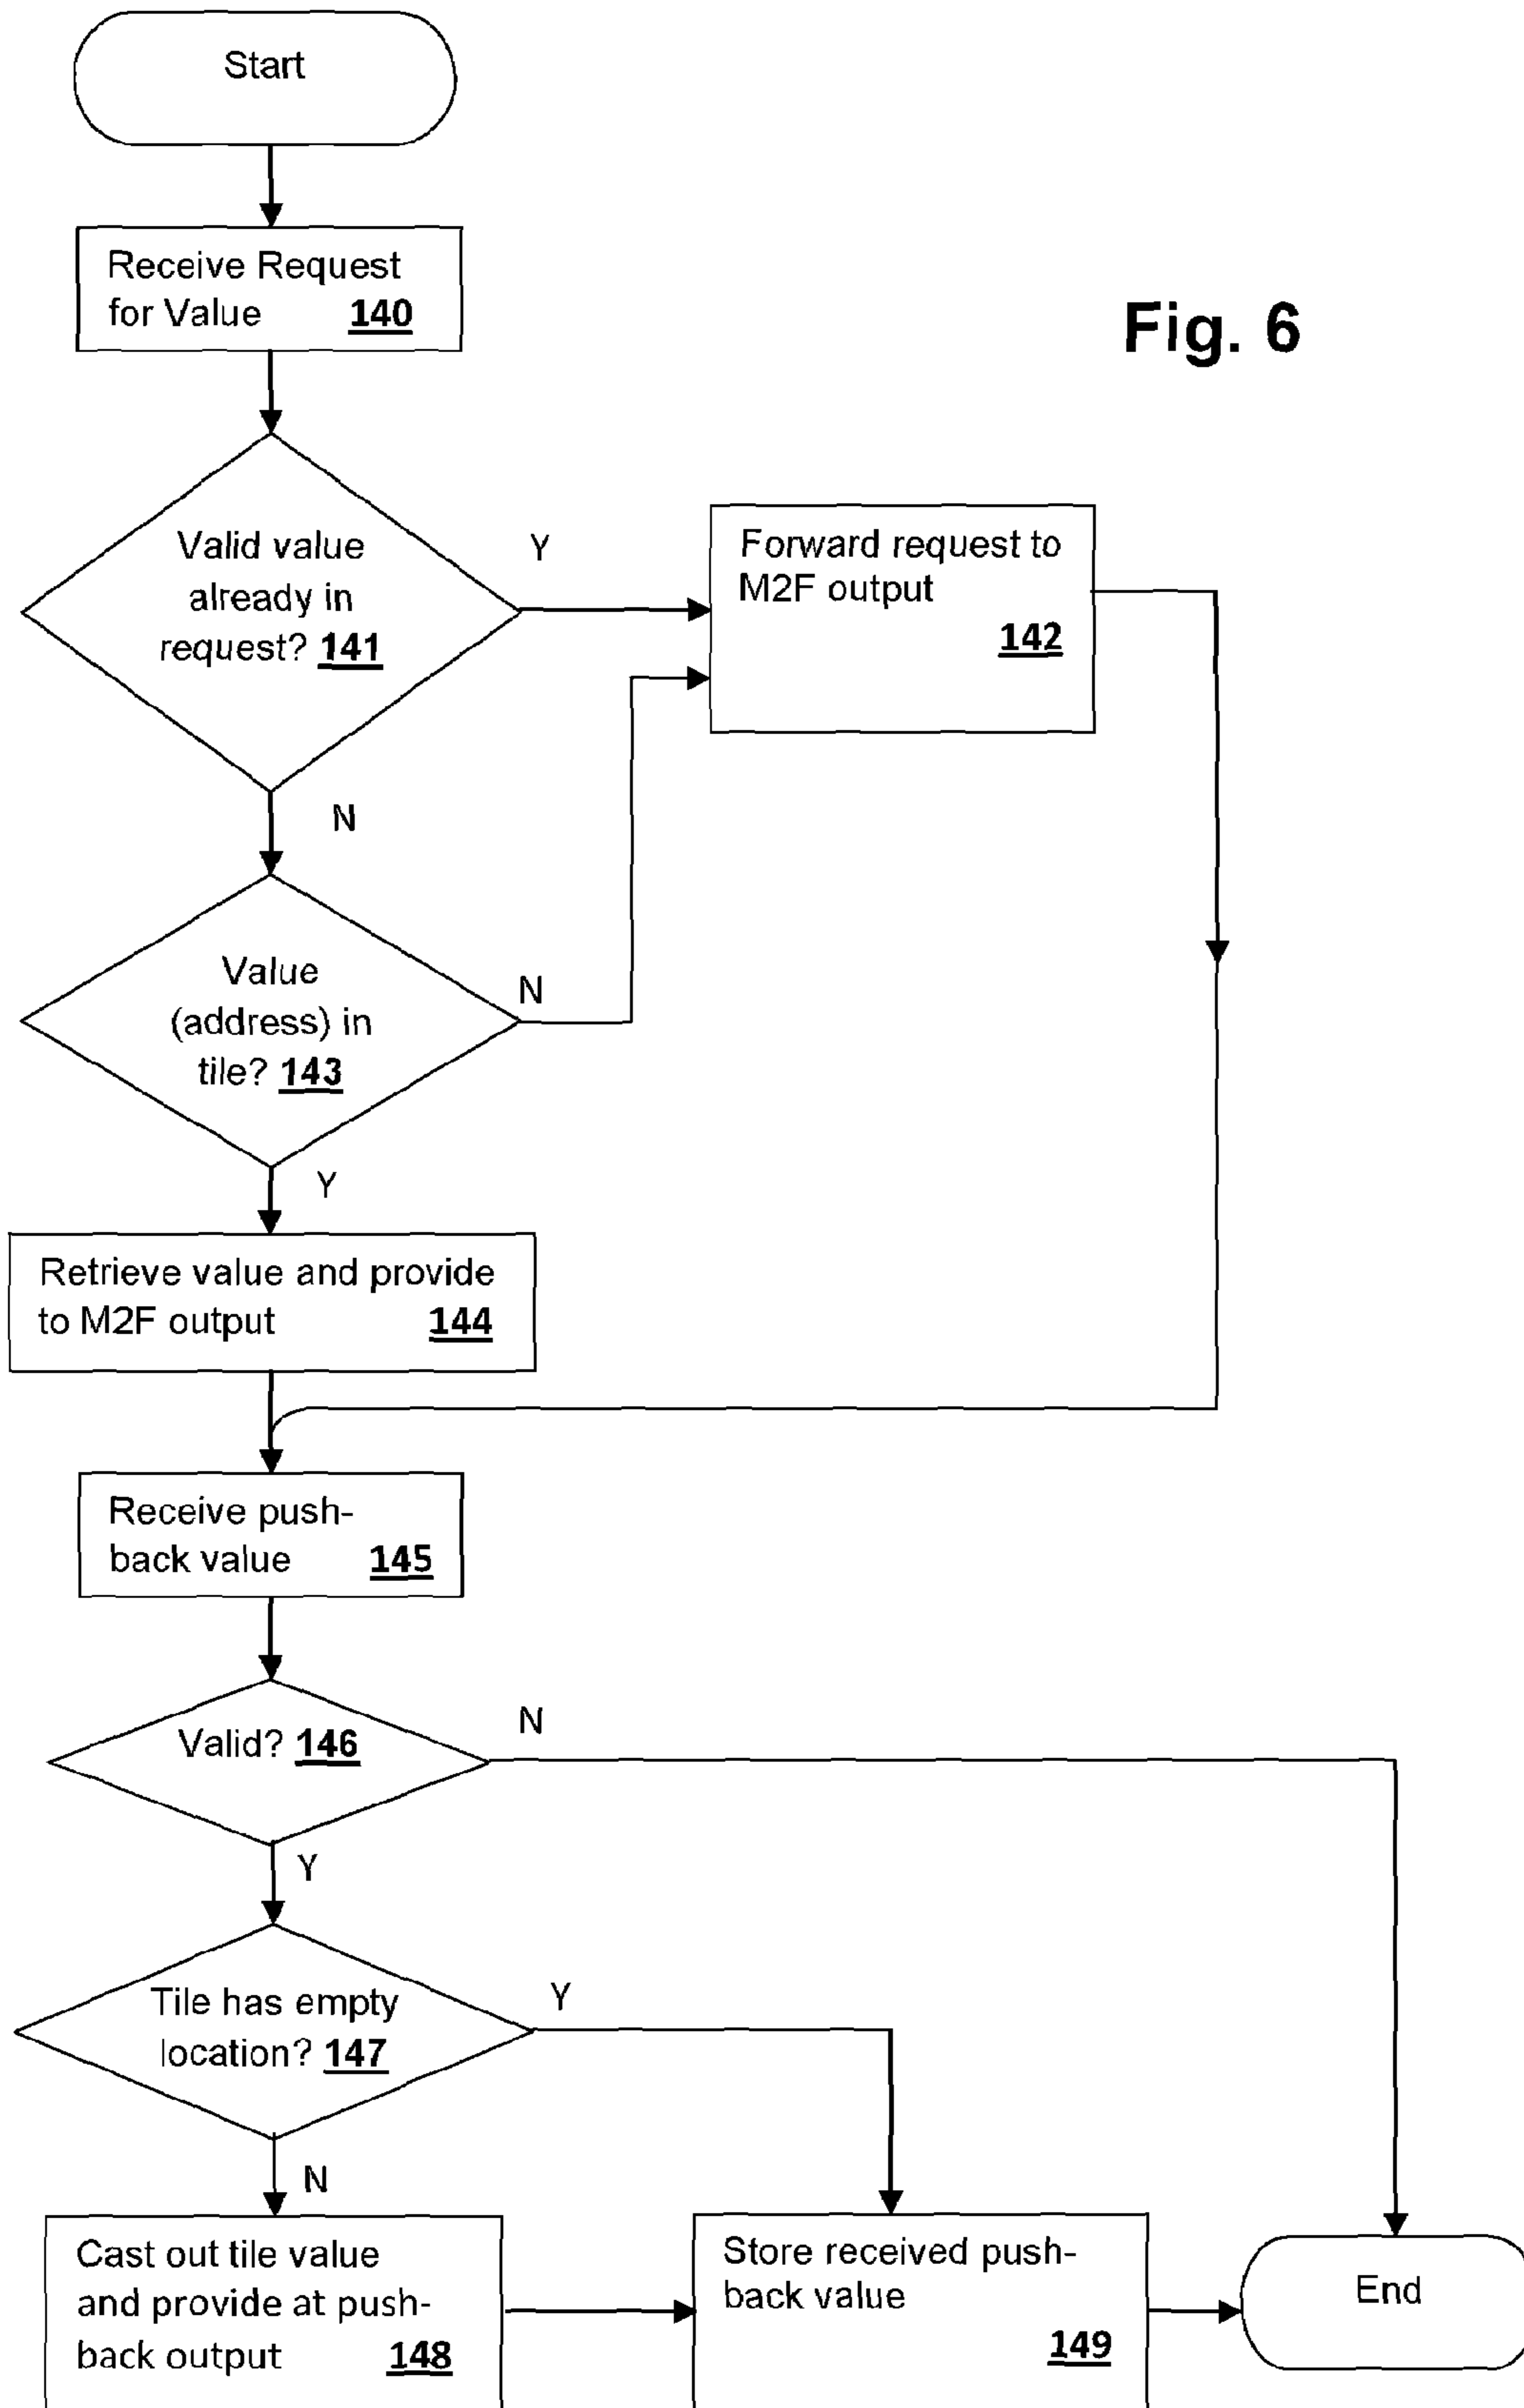 Start
Receive Request
for Value 140
Fig. 6
Valid value
already in
request? 141
Y
Forward request to
M2F output
142
N
Value
(address) in
tile? 143
N
Y
Retrieve value and provide
to M2F output 144
Receive push-
back value 145
Valid? 146
N
Y
Tile has empty
location? 147
Y
N
Cast out tile value
and provide at push-
back output 148
Store received push-
back value
149
End